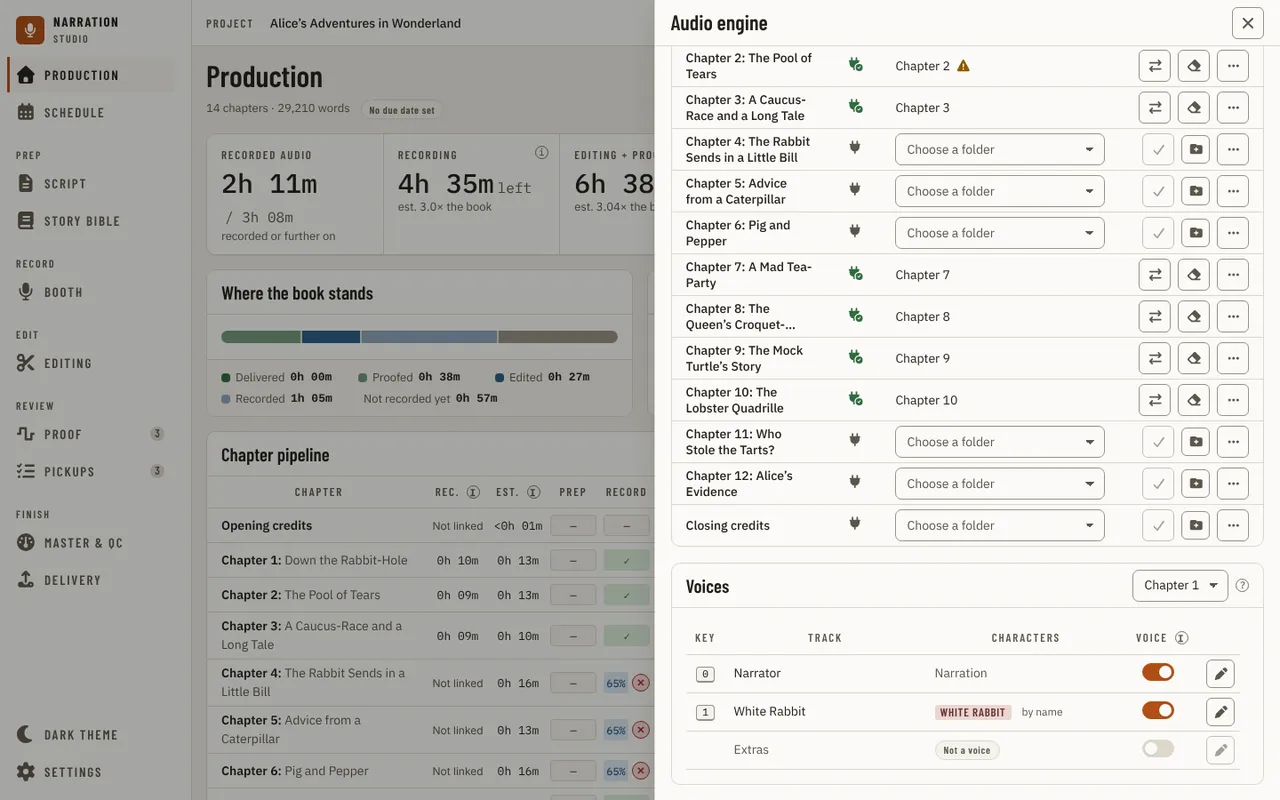 NARRATION
STUDIO
PRODUCTION
SCHEDULE
PREP
SCRIPT
STORY BIBLE
RECORD
BOOTH
EDIT
EDITING
REVIEW
PROOF 3
PICKUPS 3
FINISH
MASTER & QC
DELIVERY
DARK THEME
SETTINGS
PROJECT Alice's Adventures in Wonderland
Production
14 chapters · 29,210 words No due date set
RECORDED AUDIO
2h 11m
/ 3h 08m
recorded or further on
RECORDING
4h 35m left
est. 3.0× the book
EDITING + PRO
6h 38
est. 3.04× the b
Where the book stands
Delivered 0h 00m Proofed 0h 38m Edited 0h 27m
Recorded 1h 05m Not recorded yet 0h 57m
Chapter pipeline
CHAPTER REC. EST. PREP RECORD
Opening credits Not linked <0h 01m – –
Chapter 1: Down the Rabbit-Hole 0h 10m 0h 13m – ✓
Chapter 2: The Pool of Tears 0h 09m 0h 13m – ✓
Chapter 3: A Caucus-Race and a
Long Tale 0h 09m 0h 10m – ✓
Chapter 4: The Rabbit Sends in a
Little Bill Not linked 0h 16m – 65%
Chapter 5: Advice from a
Caterpillar Not linked 0h 13m – 65%
Chapter 6: Pig and Pepper Not linked 0h 16m – 65%
Audio engine
Chapter 2: The Pool of
Tears
Chapter 2
Chapter 3: A Caucus-
Race and a Long Tale
Chapter 3
Chapter 4: The Rabbit
Sends in a Little Bill
Choose a folder
Chapter 5: Advice
from a Caterpillar
Choose a folder
Chapter 6: Pig and
Pepper
Choose a folder
Chapter 7: A Mad Tea-
Party
Chapter 7
Chapter 8: The
Queen's Croquet-…
Chapter 8
Chapter 9: The Mock
Turtle's Story
Chapter 9
Chapter 10: The
Lobster Quadrille
Chapter 10
Chapter 11: Who
Stole the Tarts?
Choose a folder
Chapter 12: Alice's
Evidence
Choose a folder
Closing credits
Choose a folder
Voices Chapter 1 ?
KEY TRACK CHARACTERS VOICE
0 Narrator Narration
1 White Rabbit WHITE RABBIT by name
Extras Not a voice